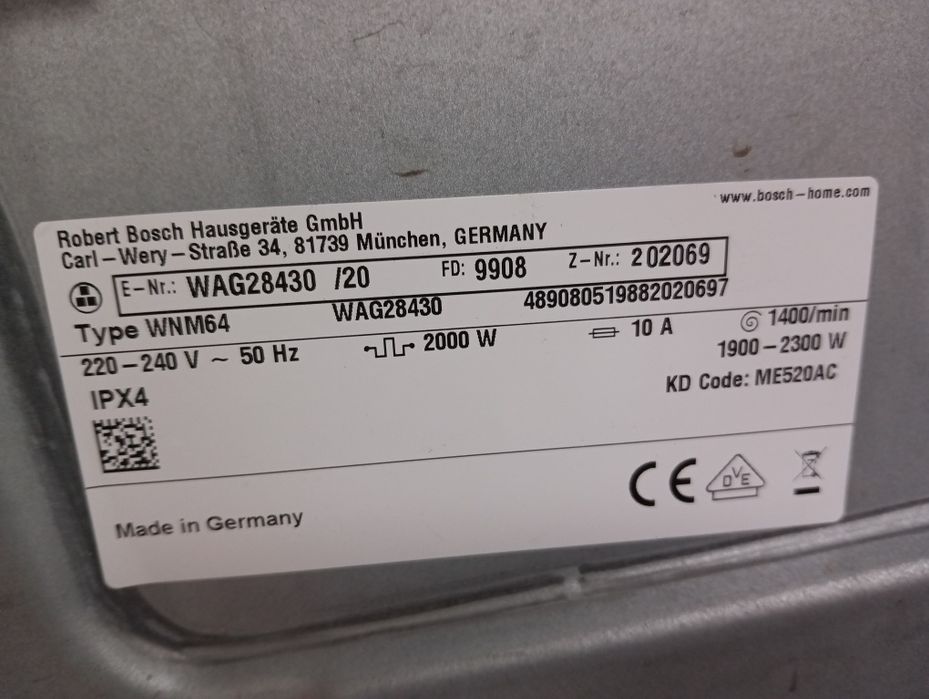 www.bosch-home.com
Robert Bosch Hausgeräte GmbH
Carl-Wery-Straße 34, 81739 München, GERMANY
E-Nr.: WAG28430 /20 FD: 9908 Z-Nr.: 202069
Type WNM64 WAG28430 489080519882020697
220-240 V ~ 50 Hz 2000 W 10 A 1400/min
1900-2300 W
IPX4 KD Code: ME520AC
CE DVE
Made in Germany